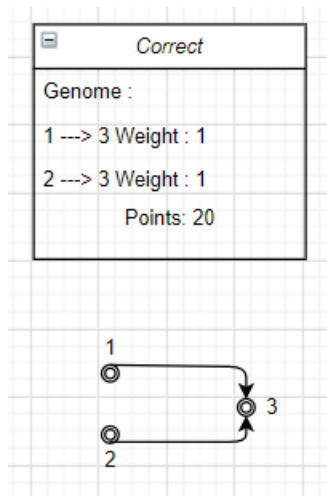 Correct
Genome :
1 ---> 3 Weight : 1
2 ---> 3 Weight : 1
Points: 20
1
3
2